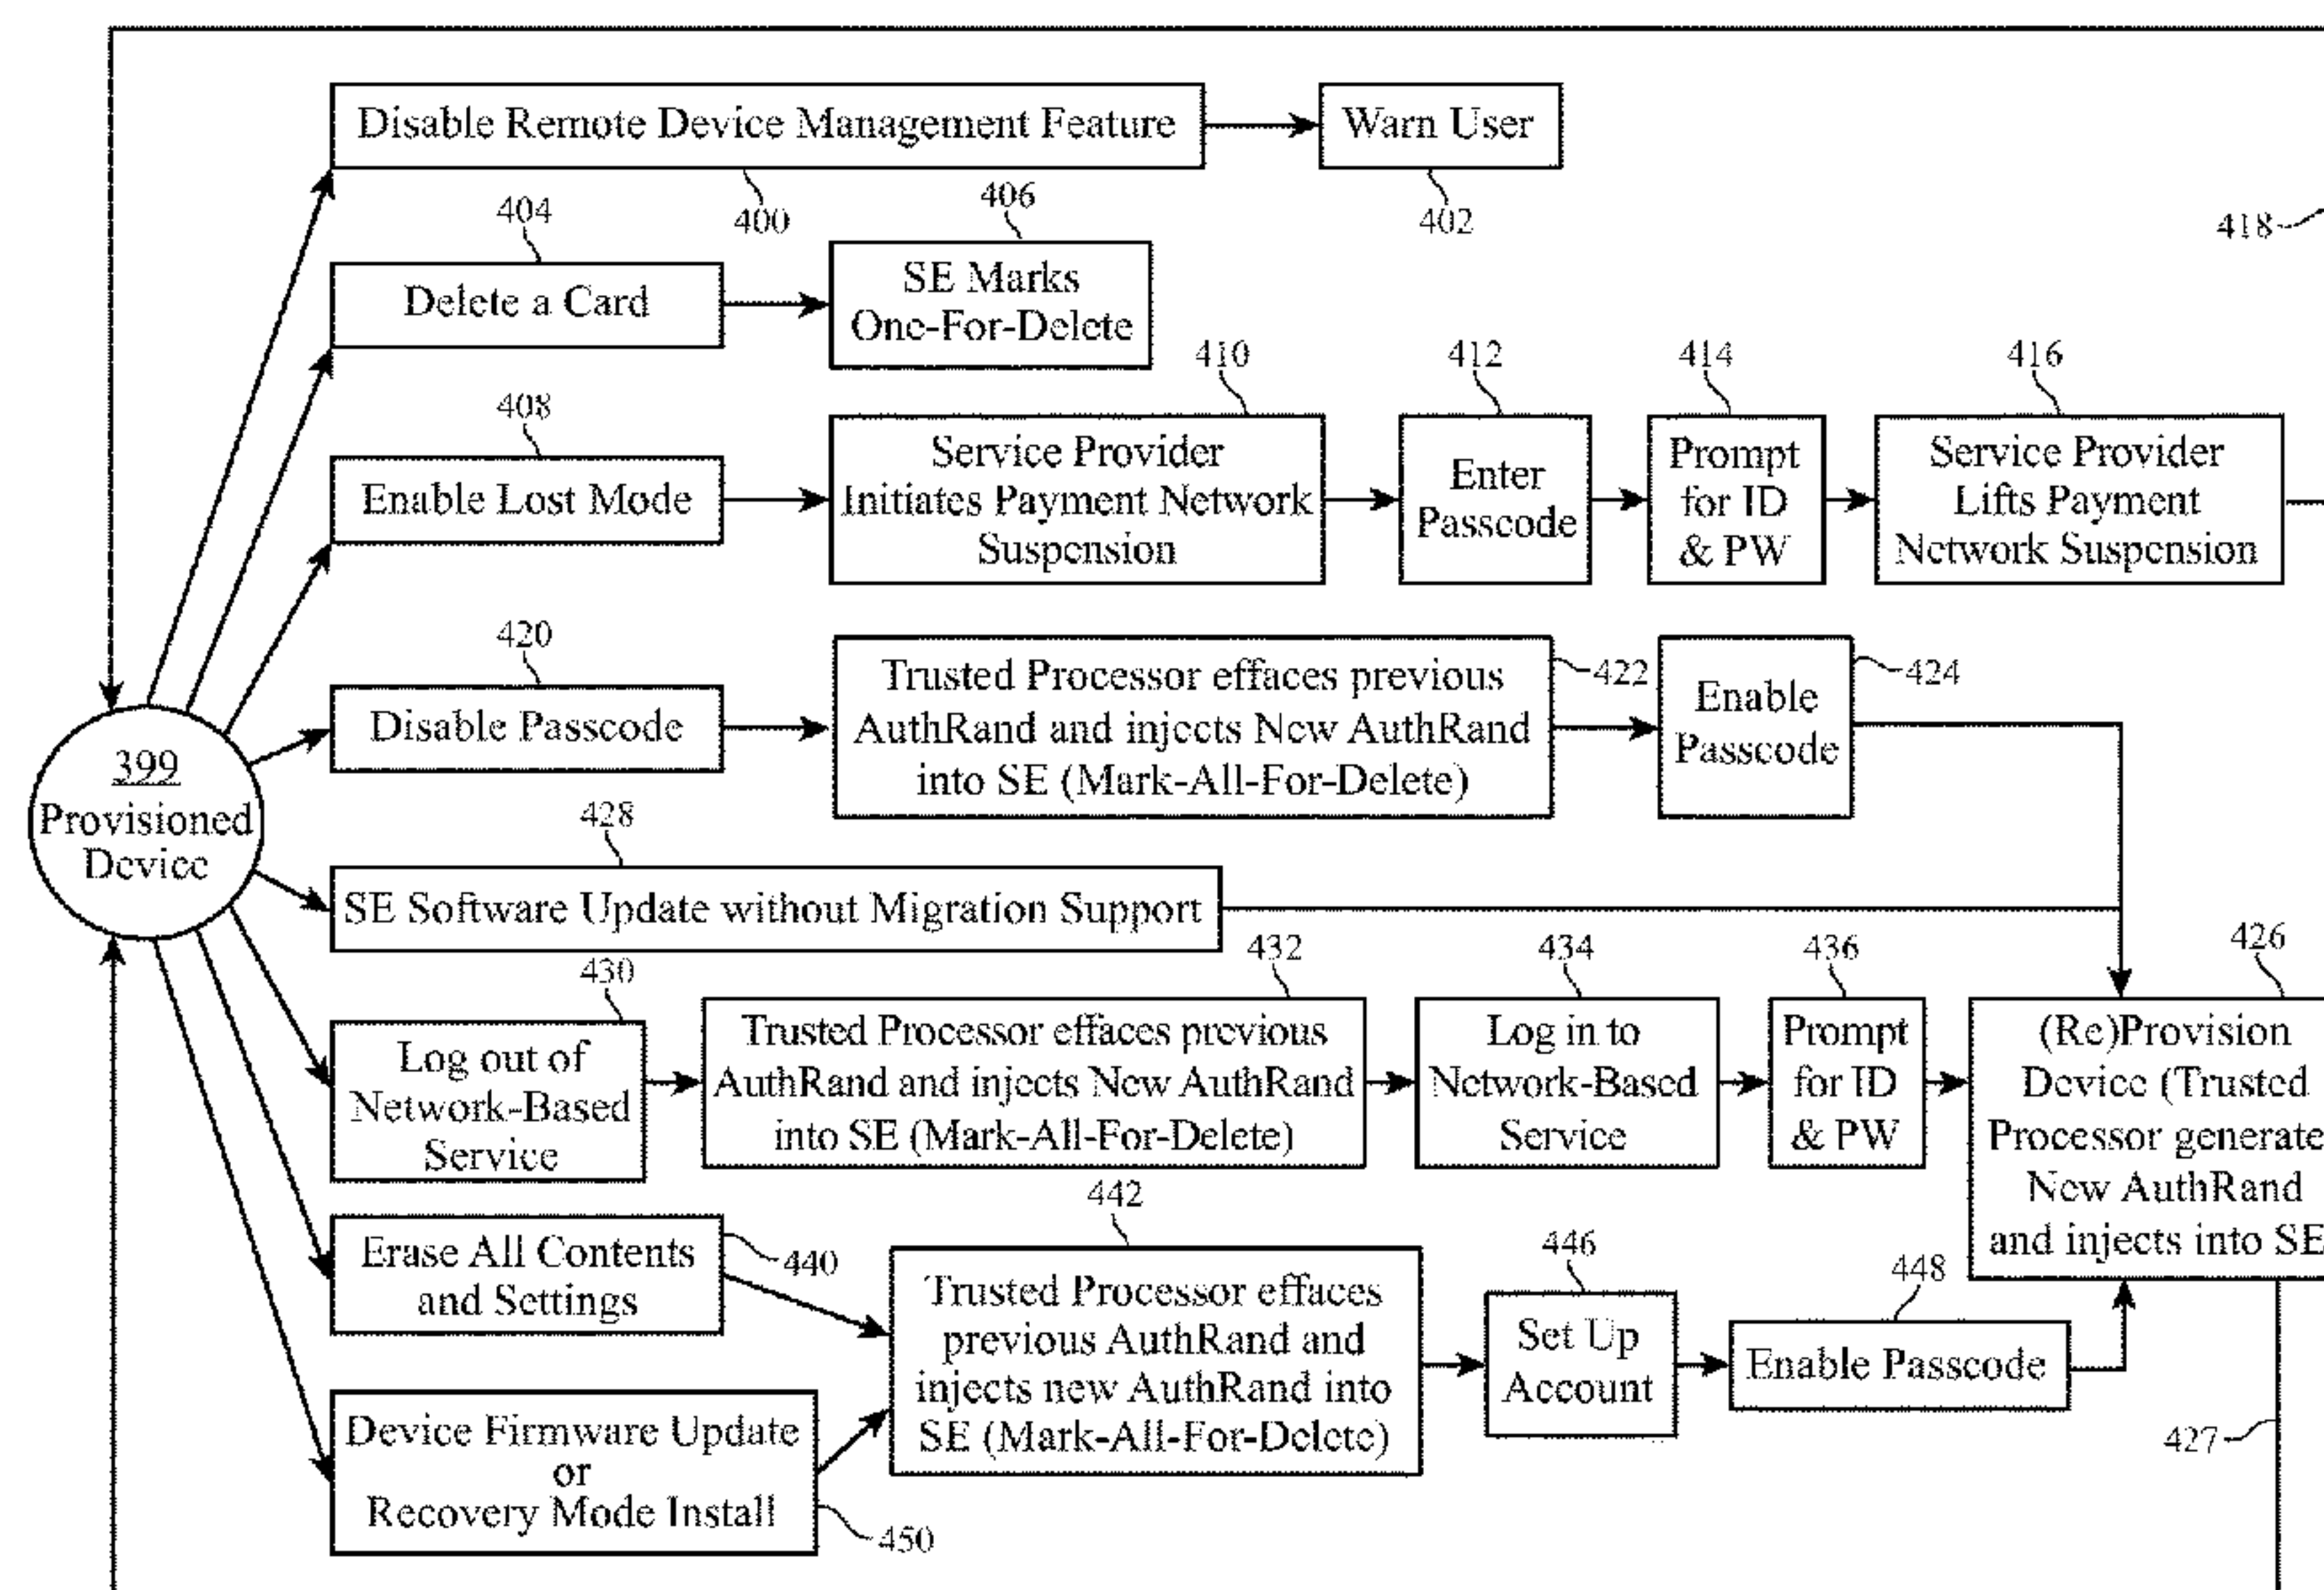 Disable Remote Device Management Feature
Warn User
400
402
418
404
406
Delete a Card
SE Marks
One-For-Delete
408
410
412
414
416
Enable Lost Mode
Service Provider
Initiates Payment Network
Suspension
Enter
Passcode
Prompt
for ID
& PW
Service Provider
Lifts Payment
Network Suspension
420
Disable Passcode
Trusted Processor effaces previous
AuthRand and injects New AuthRand
into SE (Mark-All-For-Delete)
422
Enable
Passcode
424
399
Provisioned
Device
428
SE Software Update without Migration Support
430
432
434
436
426
Log out of
Network-Based
Service
Trusted Processor effaces previous
AuthRand and injects New AuthRand
into SE (Mark-All-For-Delete)
Log in to
Network-Based
Service
Prompt
for ID
& PW
(Re)Provision
Device (Trusted
Processor generate
New AuthRand
and injects into SE
Erase All Contents
and Settings
440
442
Trusted Processor effaces
previous AuthRand and
injects new AuthRand into
SE (Mark-All-For-Delete)
446
Set Up
Account
448
Enable Passcode
427
Device Firmware Update
or
Recovery Mode Install
450